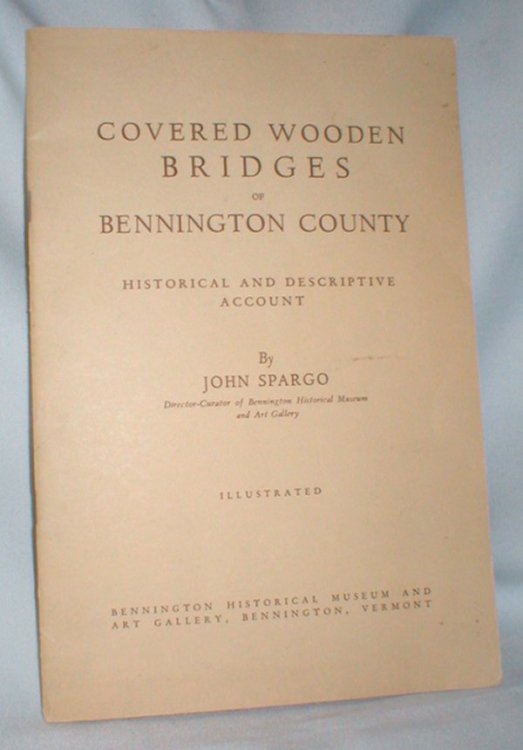 COVERED WOODEN
BRIDGES
OF
BENNINGTON COUNTY
HISTORICAL AND DESCRIPTIVE
ACCOUNT
By
JOHN SPARGO
Director-Curator of Bennington Historical Museum
and Art Gallery
ILLUSTRATED
BENNINGTON HISTORICAL MUSEUM AND
ART GALLERY, BENNINGTON, VERMONT